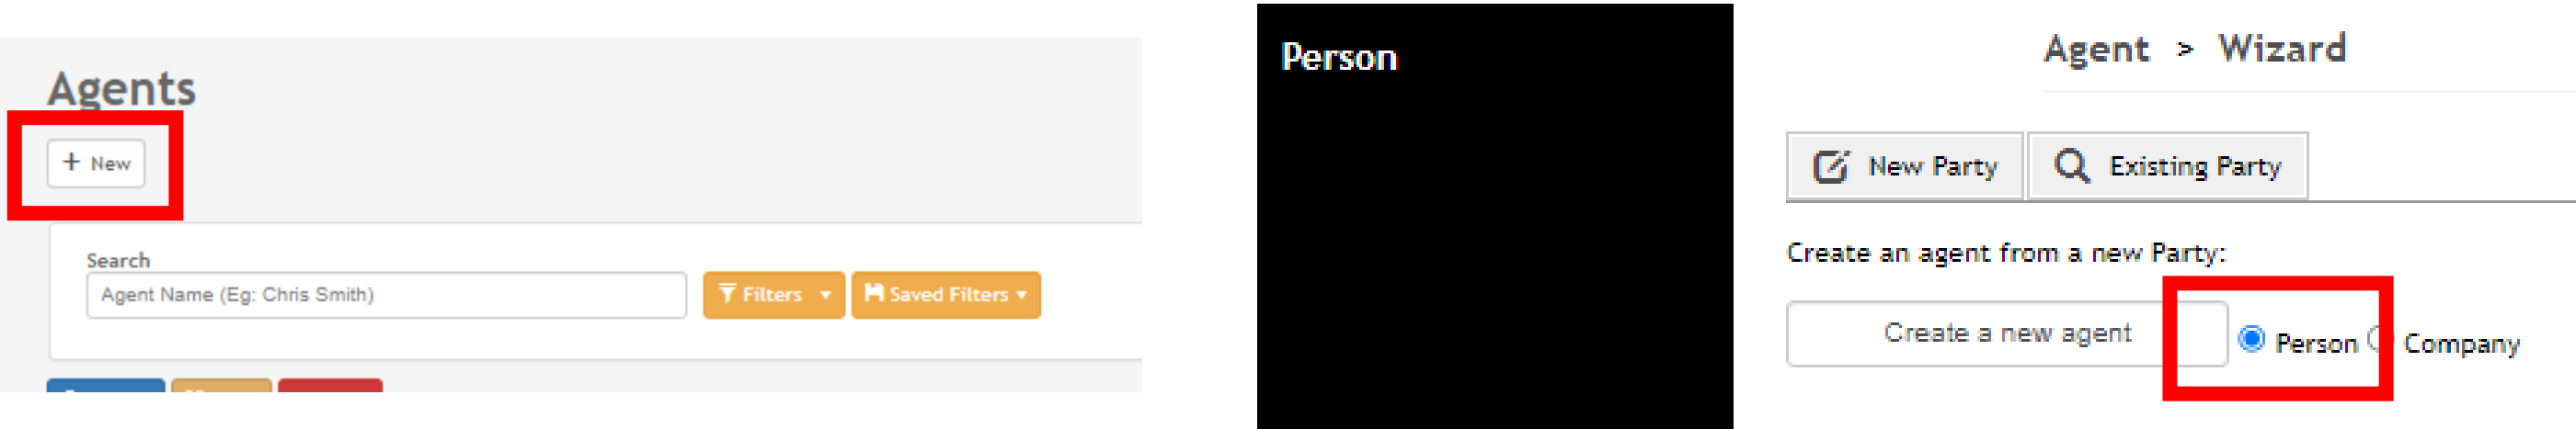 Agents
+ New
Search
Agent Name (Eg: Chris Smith)
Filters
Saved Filters
Person
Agent > Wizard
New Party
Existing Party
Create an agent from a new Party:
Create a new agent
Person
Company